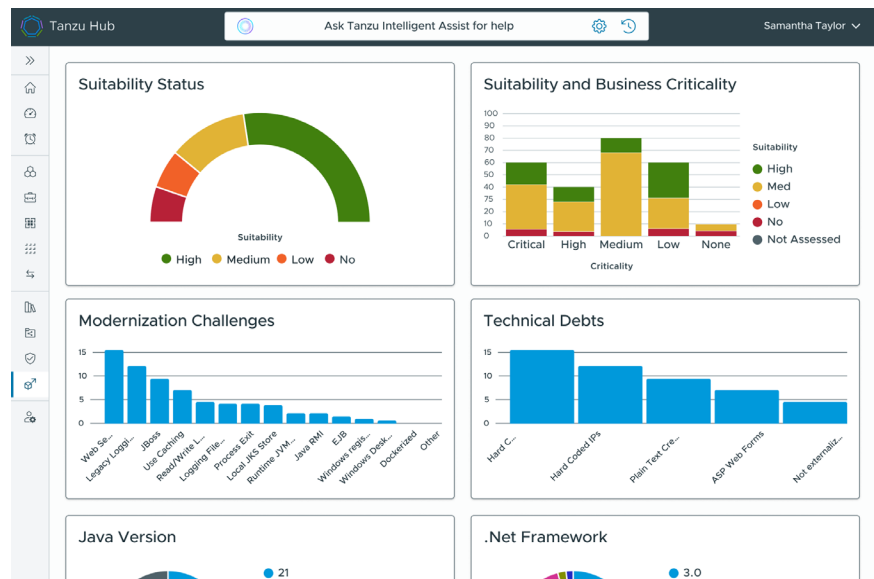 Tanzu Hub
Ask Tanzu Intelligent Assist for help
Samantha Taylor
Suitability Status
Suitability
High Medium Low No
Suitability and Business Criticality
100
90
80
70
60
50
40
75
20
10
0
Critical High Medium Low None
Criticality
Suitability
High
Med
Low
No
Not Assessed
Modernization Challenges
15
10
5
0
Web Se...
Legacy Loggi...
JBoss
Use Caching
Read/Write L...
Logging File...
Process Exit
Local JKS Store
Runtime JVM...
Java RMI
EJB
Windows regis...
Windows Desk...
Dockerized
Other
Technical Debts
15
10
5
0
Hard C...
Hard Coded IPs
Plain Text Cre...
ASP Web Forms
Not externaliz...
Java Version
21
.Net Framework
3.0